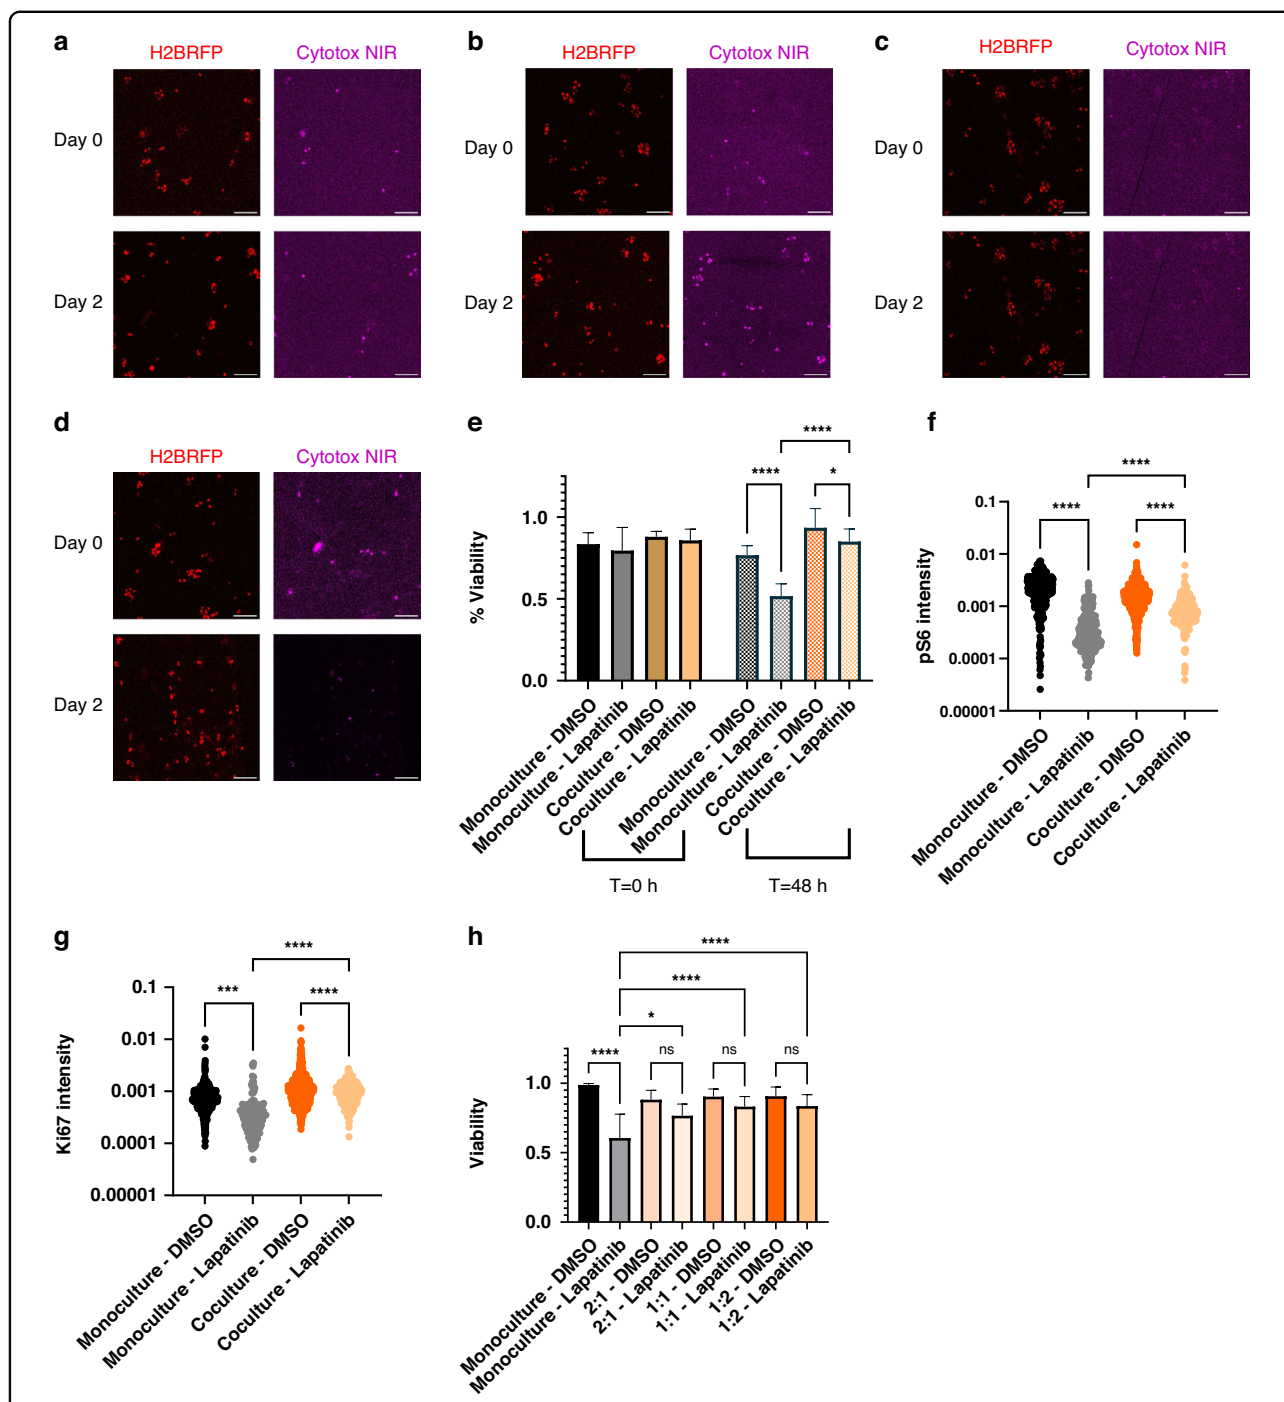 a
H2BRFP Cytotox NIR
Day 0
Day 2
b
H2BRFP Cytotox NIR
Day 0
Day 2
c
H2BRFP Cytotox NIR
Day 0
Day 2
d
H2BRFP Cytotox NIR
Day 0
Day 2
e
****
**** *
% Viability
1.0
0.5
0.0
Monoculture - DMSO
Monoculture - Lapatinib
Coculture - DMSO
Coculture - Lapatinib
Monoculture - DMSO
Monoculture - Lapatinib
Coculture - DMSO
Coculture - Lapatinib
T=0 h T=48 h
f
****
**** ****
pS6 intensity
0.1
0.01
0.001
0.0001
0.00001
Monoculture - DMSO
Monoculture - Lapatinib
Coculture - DMSO
Coculture - Lapatinib
g
****
*** ****
Ki67 intensity
0.1
0.01
0.001
0.0001
0.00001
Monoculture - DMSO
Monoculture - Lapatinib
Coculture - DMSO
Coculture - Lapatinib
h
****
****
*
**** ns ns ns
Viability
1.0
0.5
0.0
Monoculture - DMSO
Monoculture - Lapatinib
2:1 - DMSO
2:1 - Lapatinib
1:1 - DMSO
1:1 - Lapatinib
1:2 - DMSO
1:2 - Lapatinib